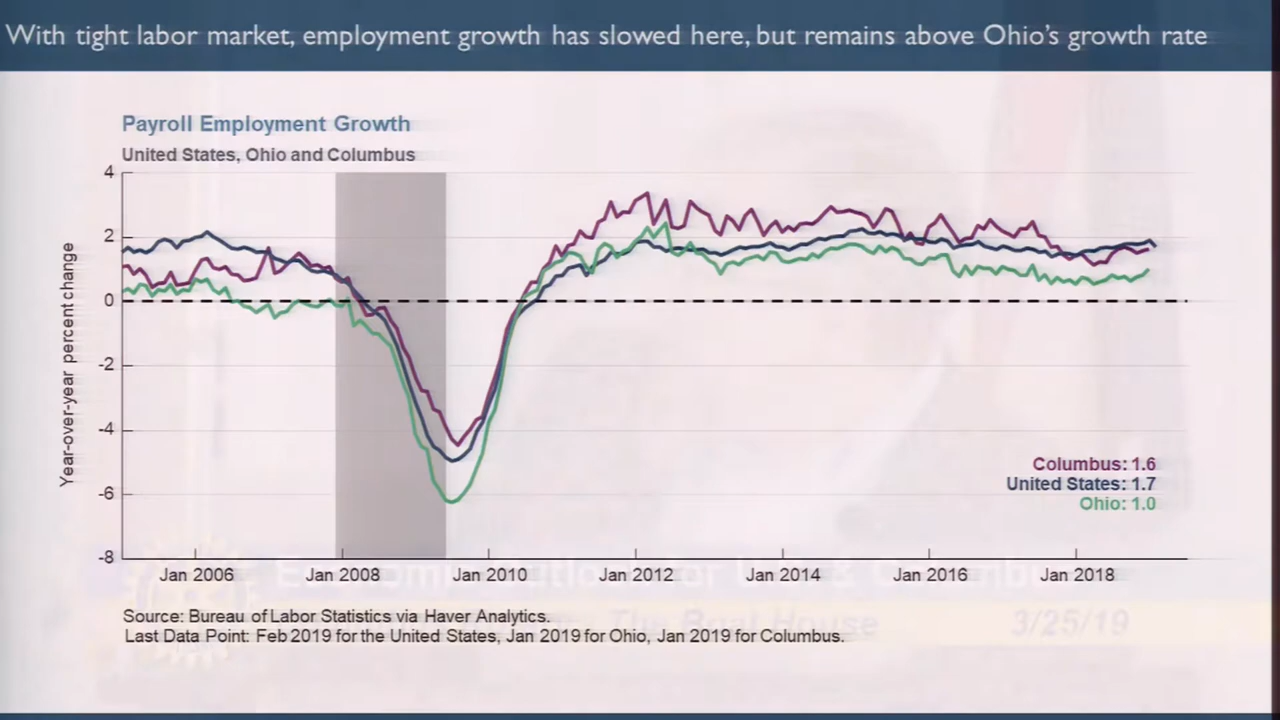 With tight labor market, employment growth has slowed here, but remains above Ohio's growth rate
Payroll Employment Growth
United States, Ohio and Columbus
Year-over-year percent change
4
2
0
-2
-4
-6
-8
Columbus: 1.6
United States: 1.7
Ohio: 1.0
Jan 2006 Jan 2008 Jan 2010 Jan 2012 Jan 2014 Jan 2016 Jan 2018
Source: Bureau of Labor Statistics via Haver Analytics.
Last Data Point: Feb 2019 for the United States, Jan 2019 for Ohio, Jan 2019 for Columbus.
The Boat House
3/25/19